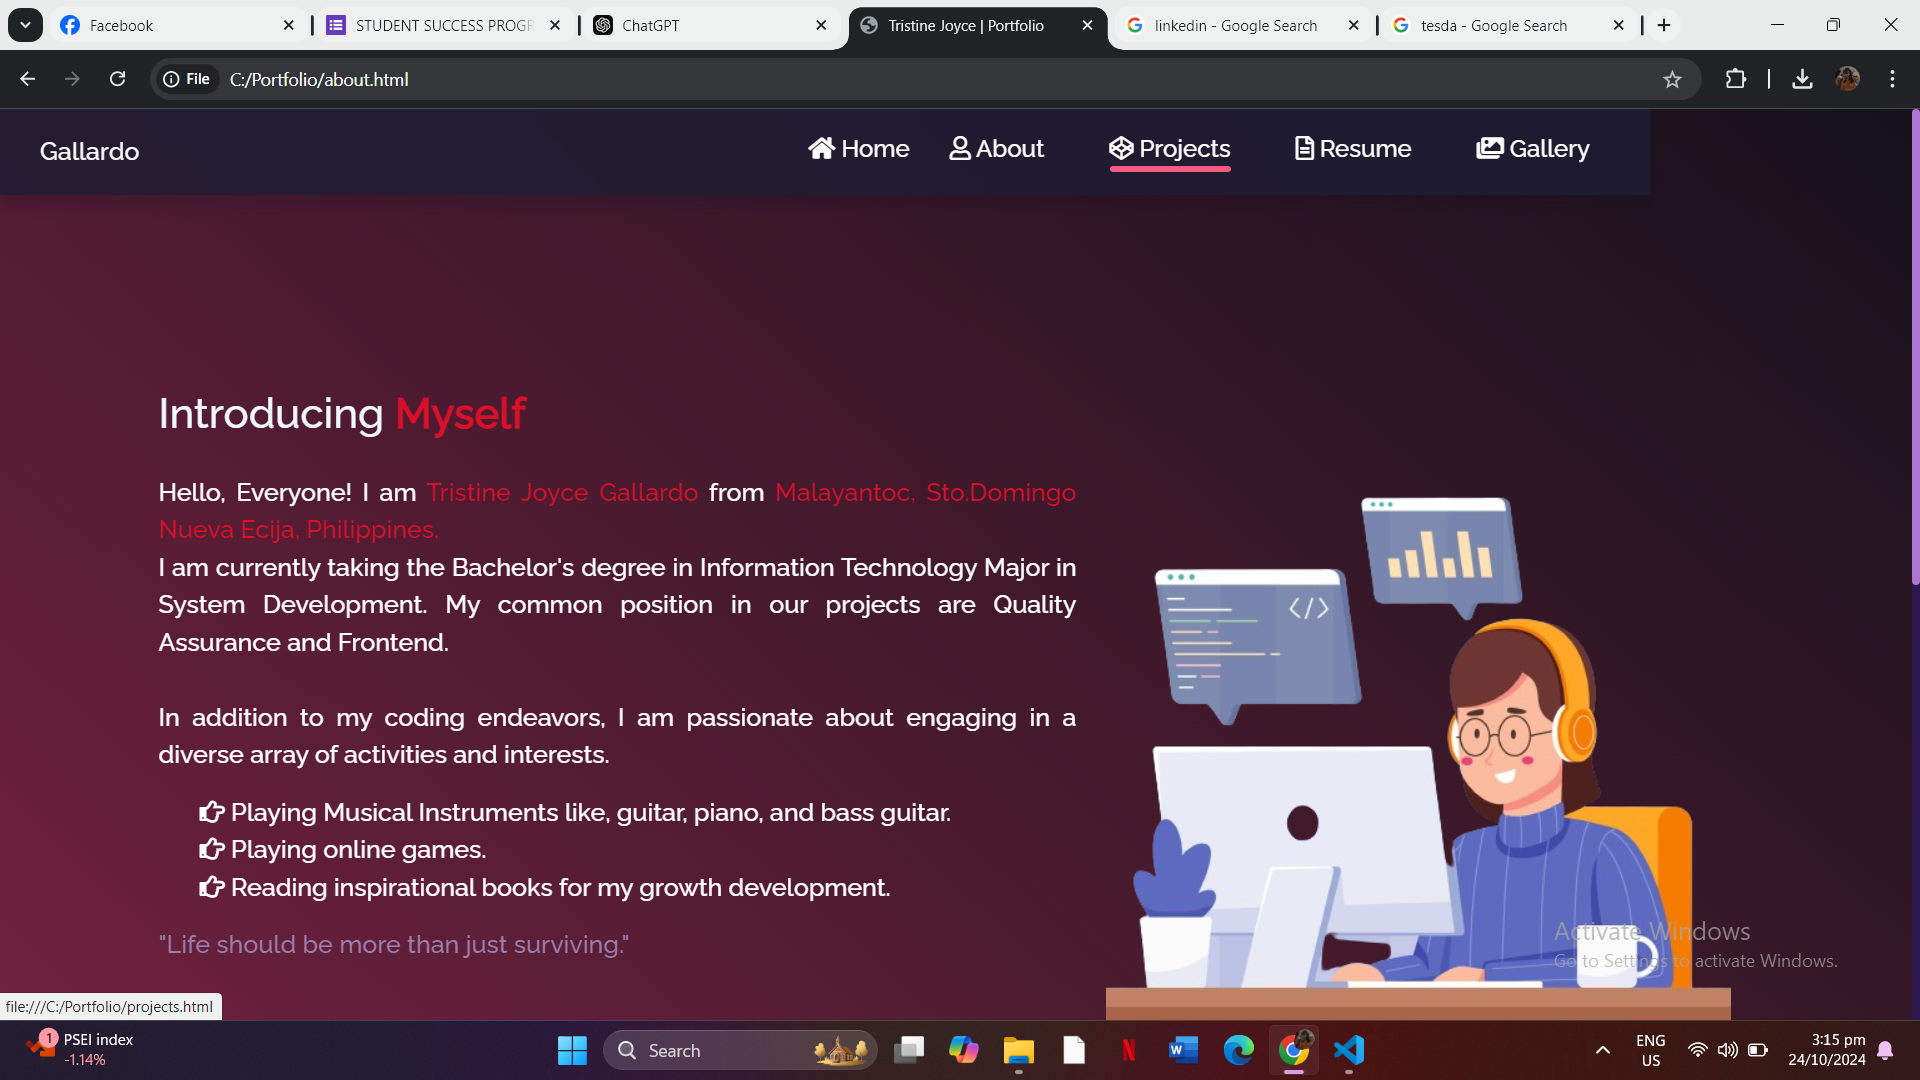 Facebook
STUDENT SUCCESS PROGR
ChatGPT
Tristine Joyce | Portfolio
linkedin - Google Search
tesda - Google Search
File
C:/Portfolio/about.html
Gallardo
Home
About
Projects
Resume
Gallery
Introducing Myself
Hello, Everyone! I am Tristine Joyce Gallardo from Malayantoc, Sto.Domingo
Nueva Ecija, Philippines.
I am currently taking the Bachelor's degree in Information Technology Major in
System Development. My common position in our projects are Quality
Assurance and Frontend.
In addition to my coding endeavors, I am passionate about engaging in a
diverse array of activities and interests.
Playing Musical Instruments like, guitar, piano, and bass guitar.
Playing online games.
Reading inspirational books for my growth development.
"Life should be more than just surviving."
</>
Activate Windows
Go to Settings to activate Windows.
file:///C:/Portfolio/projects.html
1
PSEI index
-1.14%
Search
ENG
US
3:15 pm
24/10/2024